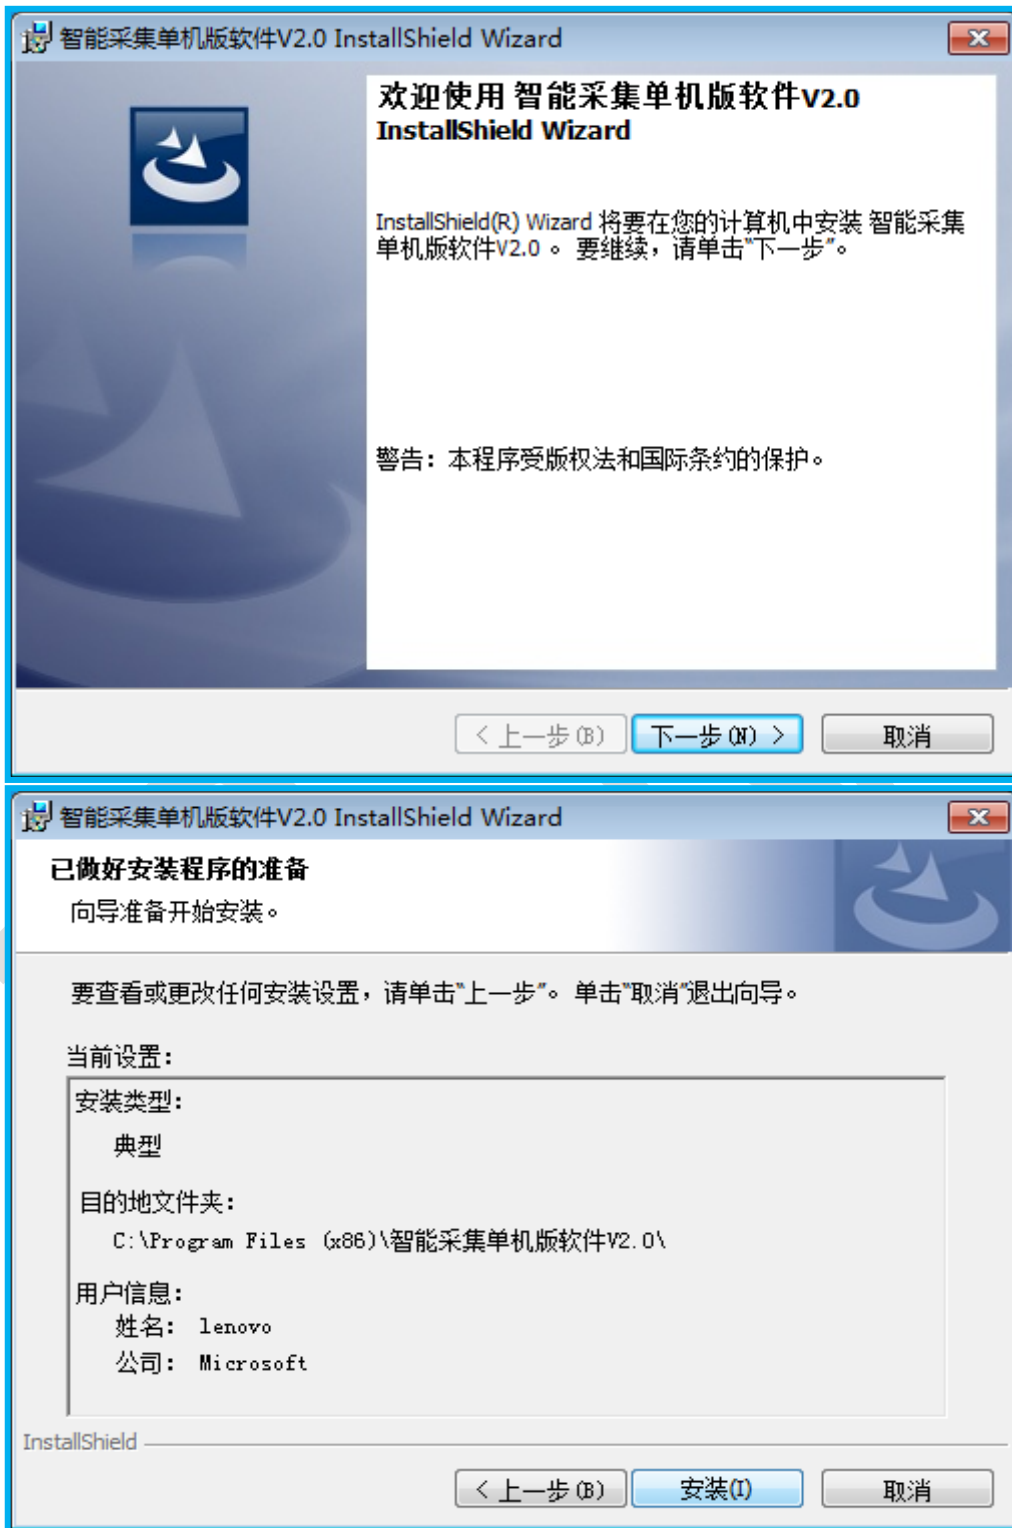 智能采集单机版软件V2.0 InstallShield Wizard
欢迎使用 智能采集单机版软件V2.0
InstallShield Wizard
InstallShield(R) Wizard 将要在您的计算机中安装 智能采集
单机版软件V2.0 。 要继续，请单击“下一步”。
警告：本程序受版权法和国际条约的保护。
< 上一步(B)
下一步(N) >
取消
智能采集单机版软件V2.0 InstallShield Wizard
已做好安装程序的准备
向导准备开始安装。
要查看或更改任何安装设置，请单击“上一步”。 单击“取消”退出向导。
当前设置：
安装类型：
典型
目的地文件夹：
C:\Program Files (x86)\智能采集单机版软件V2.0\
用户信息：
姓名： lenovo
公司： Microsoft
InstallShield
< 上一步(B)
安装(I)
取消